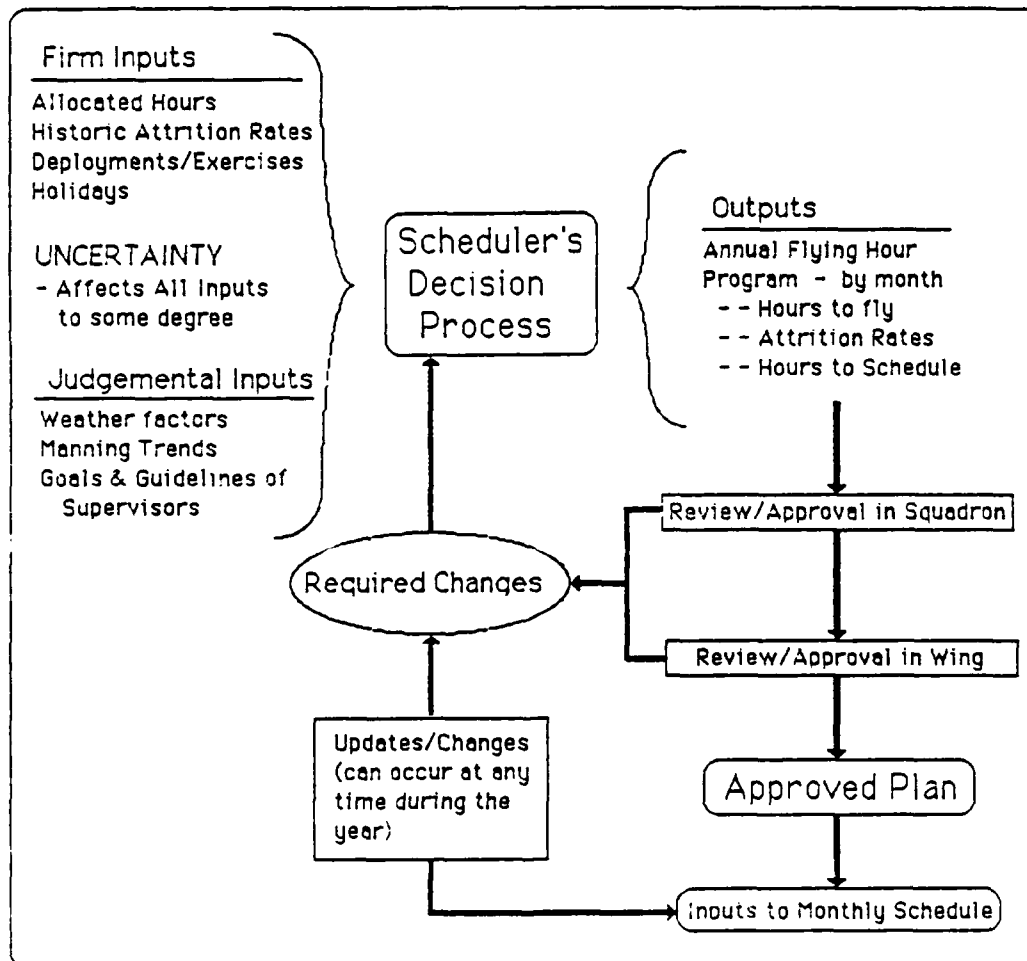 Firm Inputs
Allocated Hours
Historic Attrition Rates
Deployments/Exercises
Holidays
UNCERTAINTY
- Affects All Inputs
to some degree
Judgemental Inputs
Weather factors
Manning Trends
Goals & Guidelines of
Supervisors
Scheduler's
Decision
Process
Outputs
Annual Flying Hour
Program - by month
-- Hours to fly
-- Attrition Rates
-- Hours to Schedule
Review/Approval in Squadron
Required Changes
Review/Approval in Wing
Updates/Changes
(can occur at any
time during the
year)
Approved Plan
Inputs to Monthly Schedule